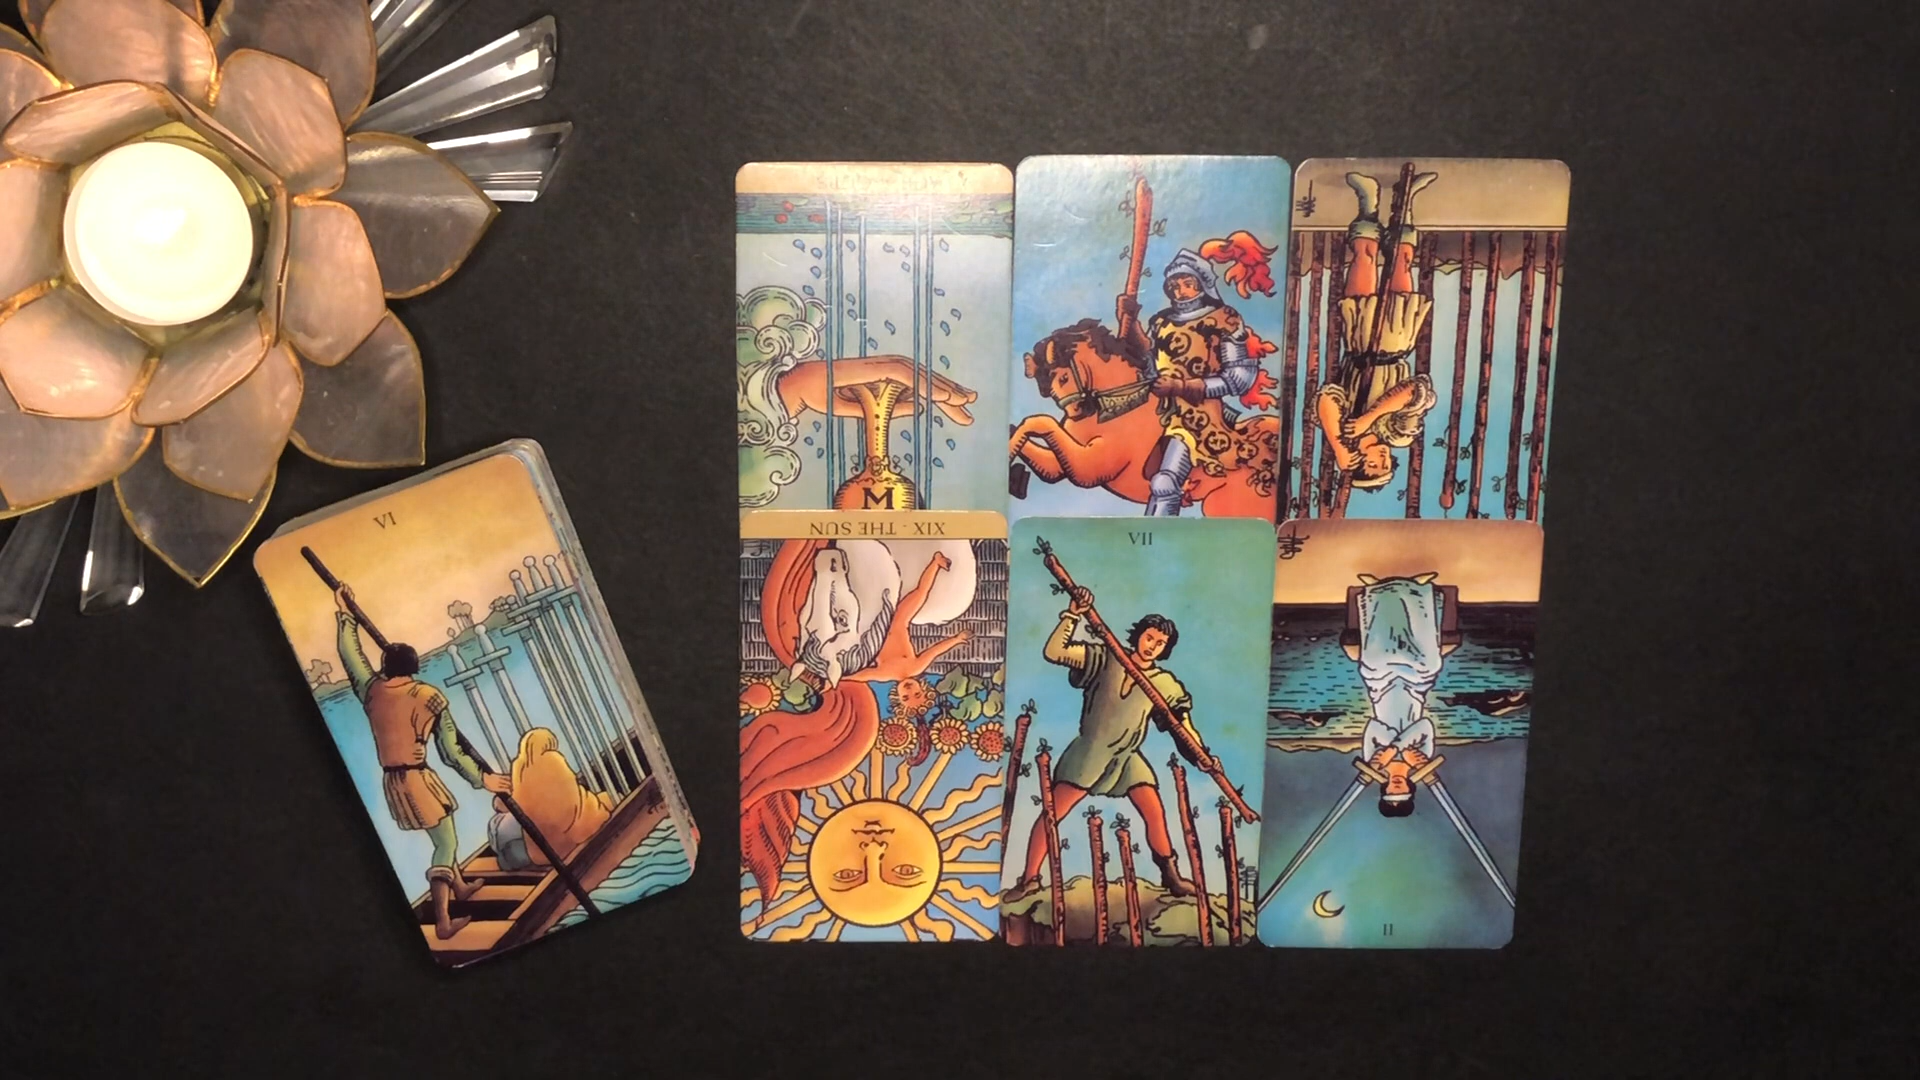 M
XIX . THE SUN
VII
VI
II